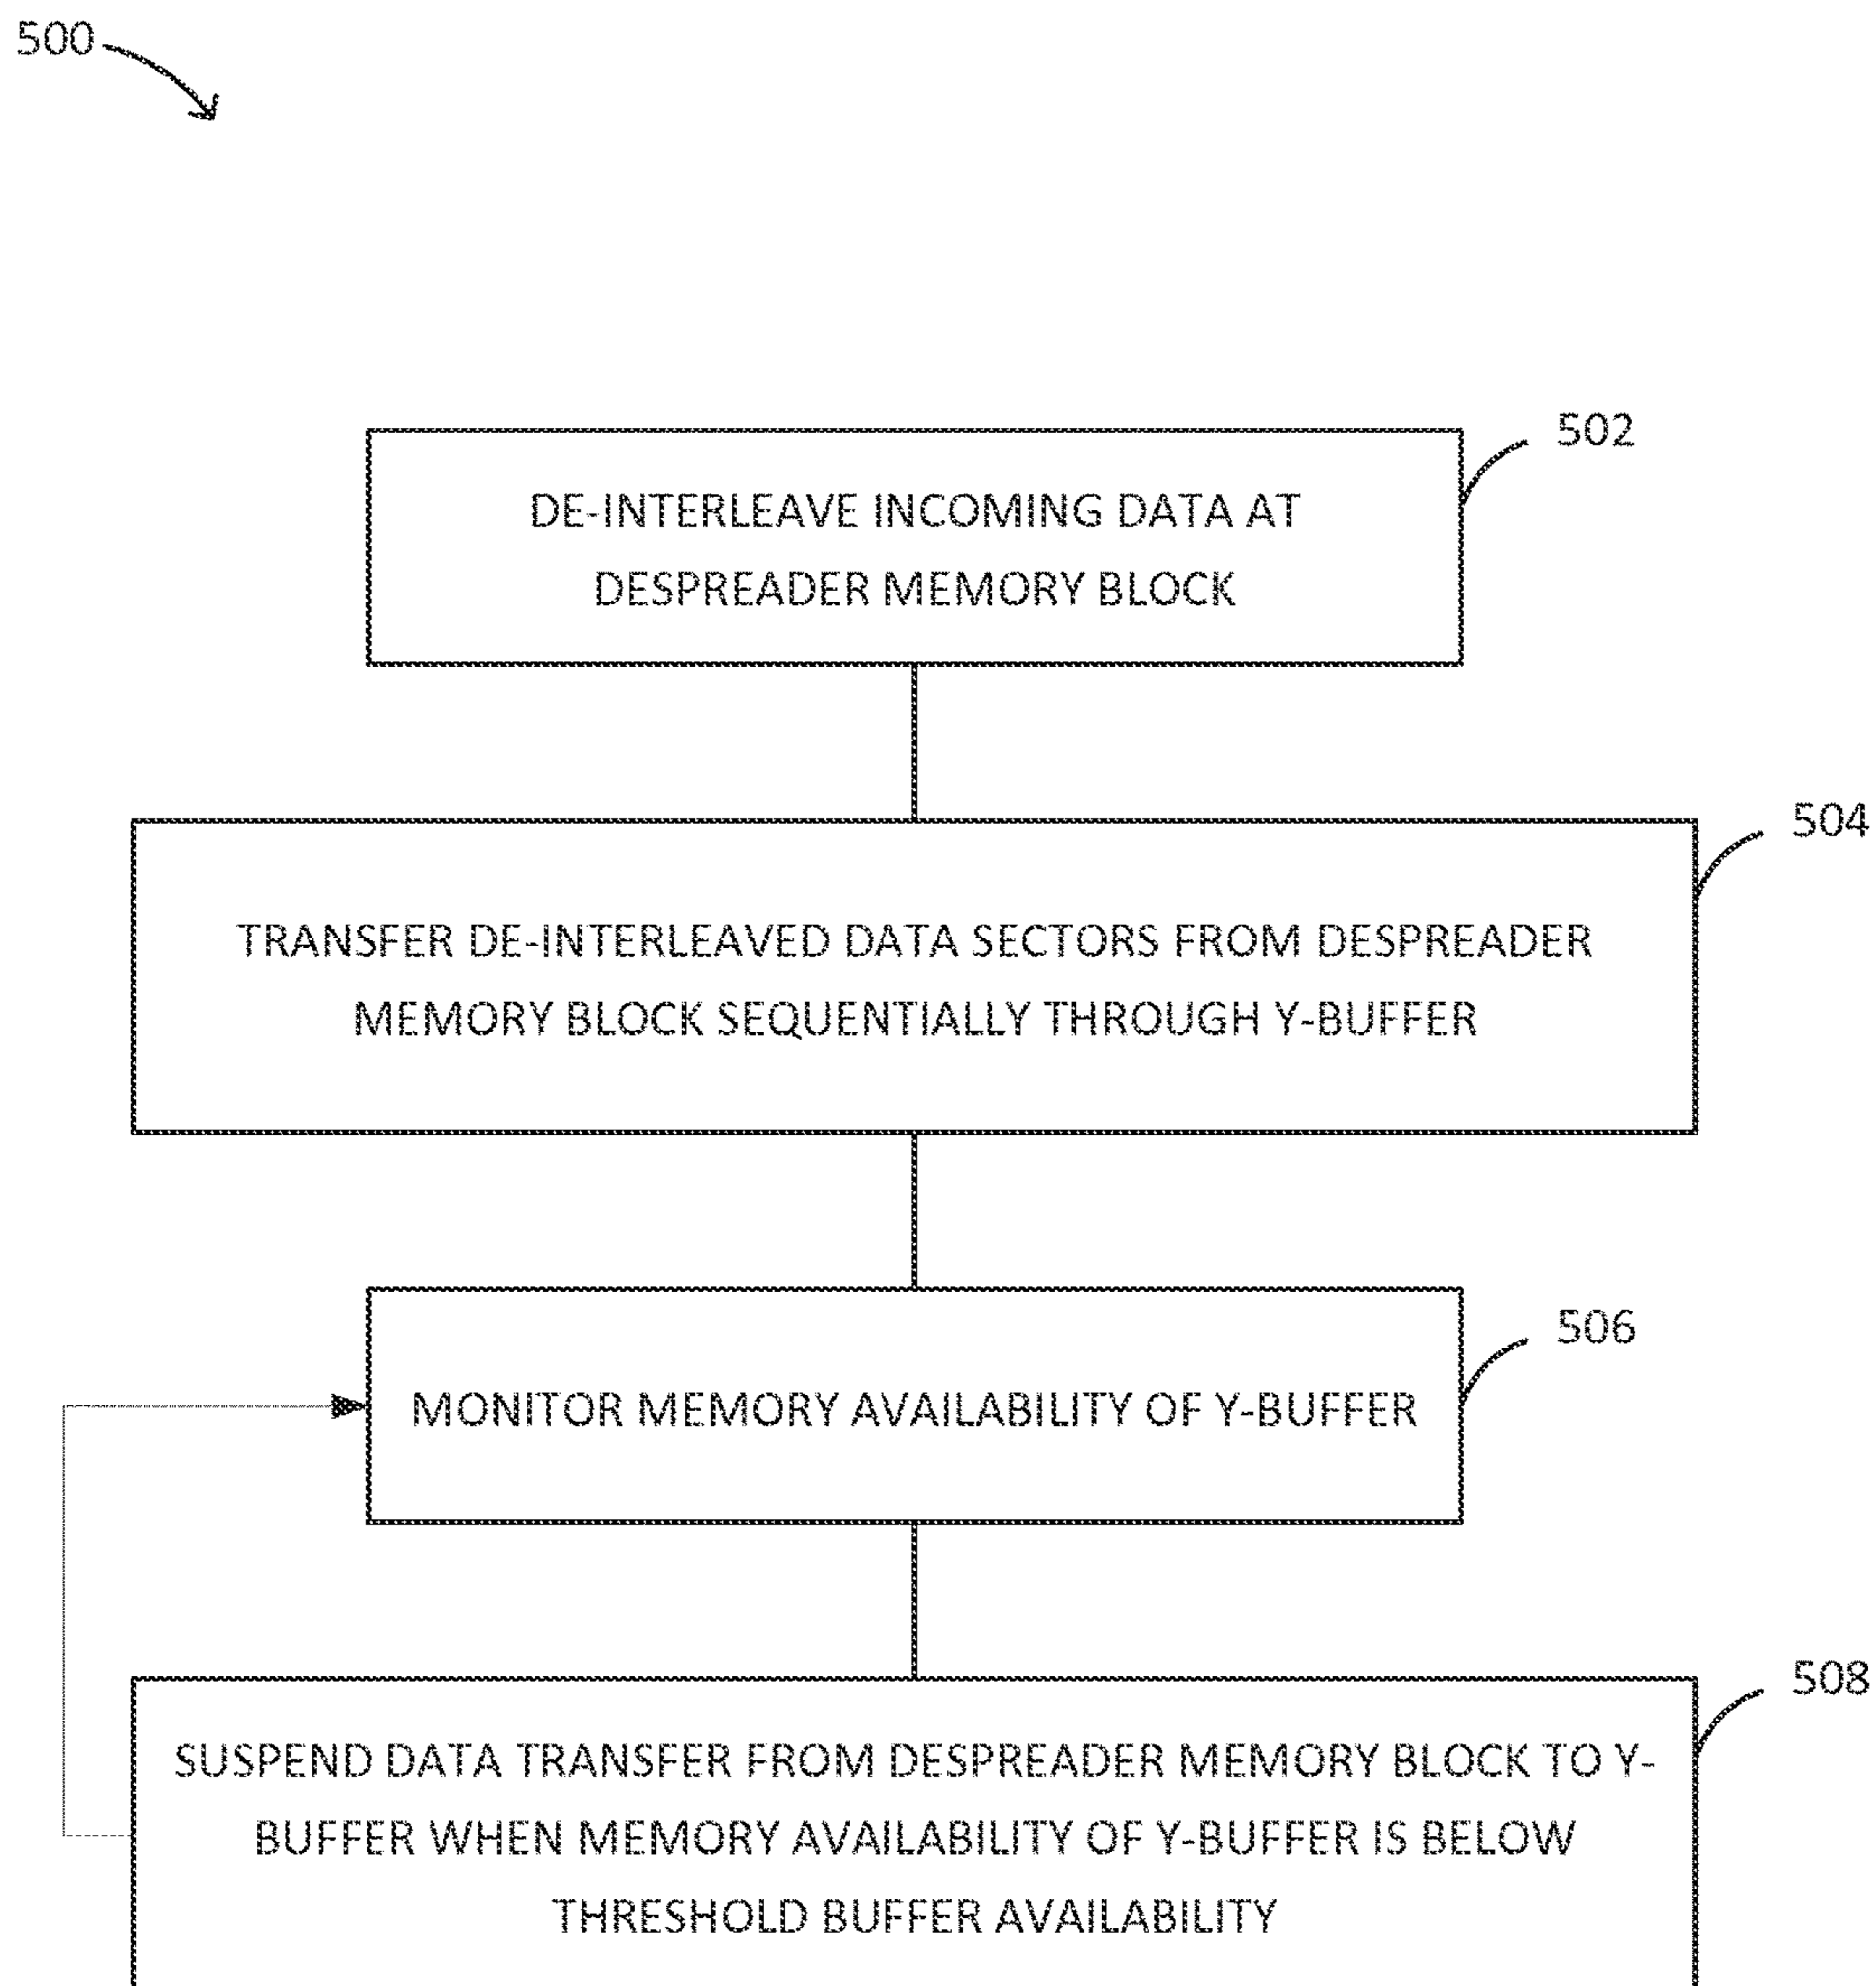 500
502
DE-INTERLEAVE INCOMING DATA AT
DESPREADER MEMORY BLOCK
504
TRANSFER DE-INTERLEAVED DATA SECTORS FROM DESPREADER
MEMORY BLOCK SEQUENTIALLY THROUGH Y-BUFFER
506
MONITOR MEMORY AVAILABILITY OF Y-BUFFER
508
SUSPEND DATA TRANSFER FROM DESPREADER MEMORY BLOCK TO Y-
BUFFER WHEN MEMORY AVAILABILITY OF Y-BUFFER IS BELOW
THRESHOLD BUFFER AVAILABILITY